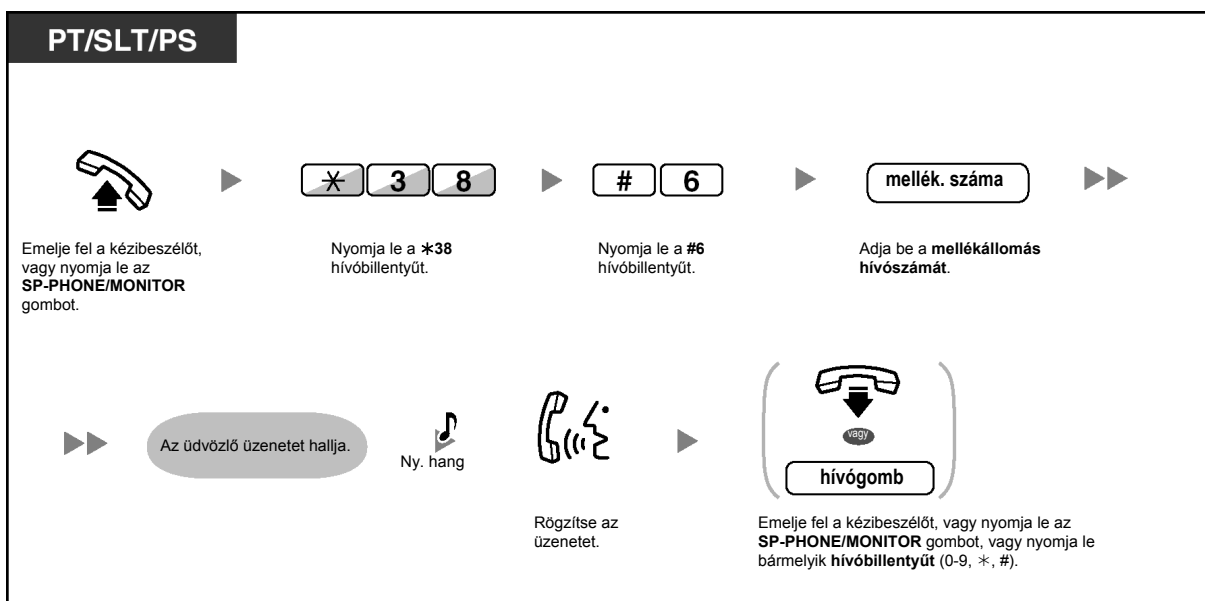 PT/SLT/PS
✳ 3 8
# 6
mellék. száma
Emelje fel a kézibeszélőt,
vagy nyomja le az
SP-PHONE/MONITOR
gombot.
Nyomja le a ✳38
hívóbillentyűt.
Nyomja le a #6
hívóbillentyűt.
Adja be a mellékállomás
hívószámát.
Az üdvözlő üzenetet hallja.
Ny. hang
vagy
hívógomb
Rögzítse az
üzenetet.
Emelje fel a kézibeszélőt, vagy nyomja le az
SP-PHONE/MONITOR gombot, vagy nyomja le
bármelyik hívóbillentyűt (0-9, ✳, #).